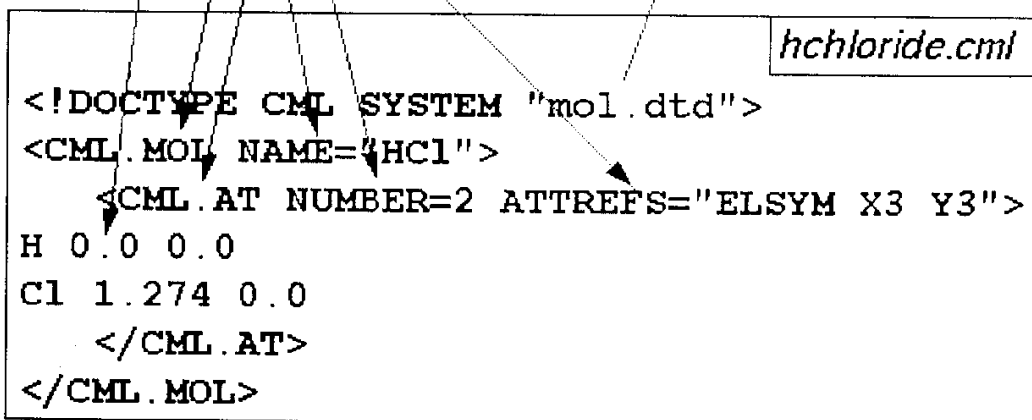 hchloride.cml
<!DOCTYPE CML SYSTEM "mol.dtd">
<CML.MOL NAME="HCl">
<CML.AT NUMBER=2 ATTREFS="ELSYM X3 Y3">
H 0.0 0.0
Cl 1.274 0.0
</CML.AT>
</CML.MOL>